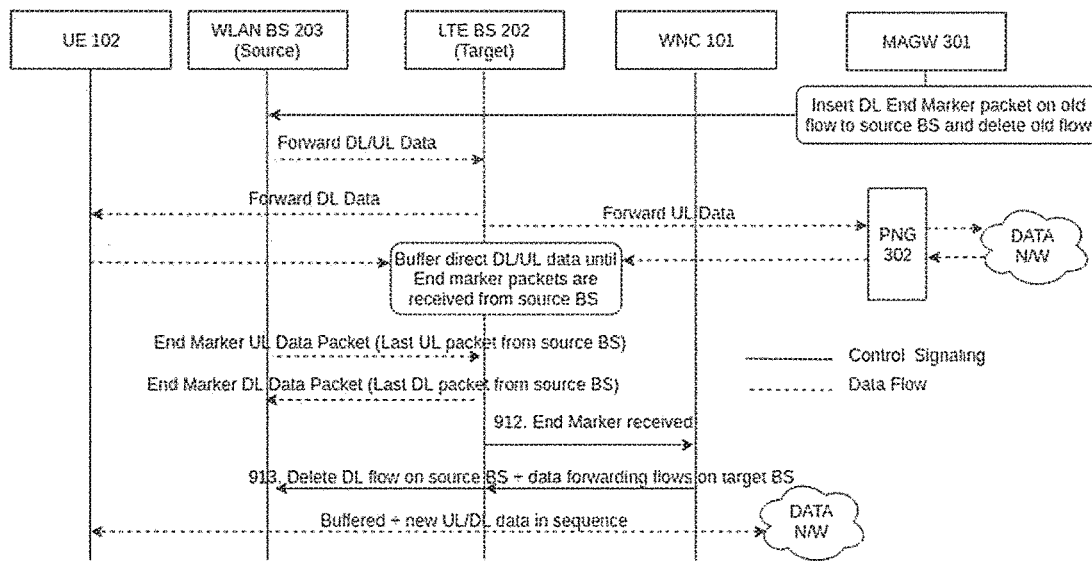 UE 102
WLAN BS 203
(Source)
LTE BS 202
(Target)
WNC 101
MAGW 301
Insert DL End Marker packet on old
flow to source BS and delete old flow
Forward DL/UL Data
Forward DL Data
Forward UL Data
PNG
302
DATA
N/W
Buffer direct DL/UL data until
End marker packets are
received from source BS
End Marker UL Data Packet (Last UL packet from source BS)
Control Signaling
End Marker DL Data Packet (Last DL packet from source BS)
Data Flow
912. End Marker received
913. Delete DL flow on source BS + data forwarding flows on target BS
Buffered + new UL/DL data in sequence
DATA
N/W